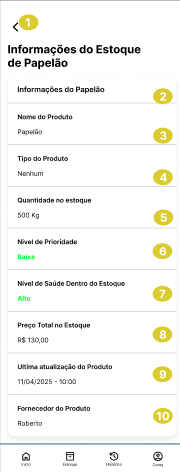 1
Informações do Estoque
de Papelão
Informações do Papelão
2
Nome do Produto
Papelão
3
Tipo do Produto
Nenhum
4
Quantidade no estoque
500 Kg
5
Nivel de Prioridade
Baixa
6
Nivel de Saúde Dentro do Estoque
Alto
7
Preço Total no Estoque
R$ 130,00
8
Ultima atualização do Produto
11/04/2025 - 10:00
9
Fornecedor do Produto
Roberto
10
Início Estoque Histórico Conta